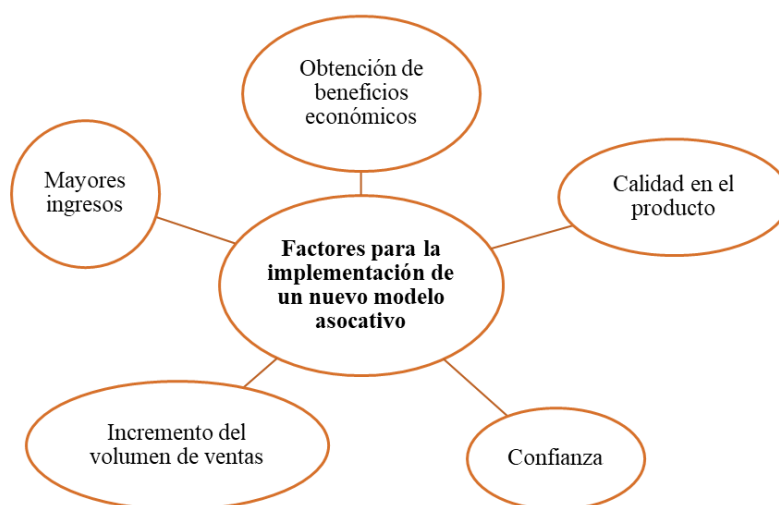 Obtención de
beneficios
económicos
Mayores
ingresos
Calidad en el
producto
Factores para la
implementación de
un nuevo modelo
asocativo
Incremento del
volumen de ventas
Confianza